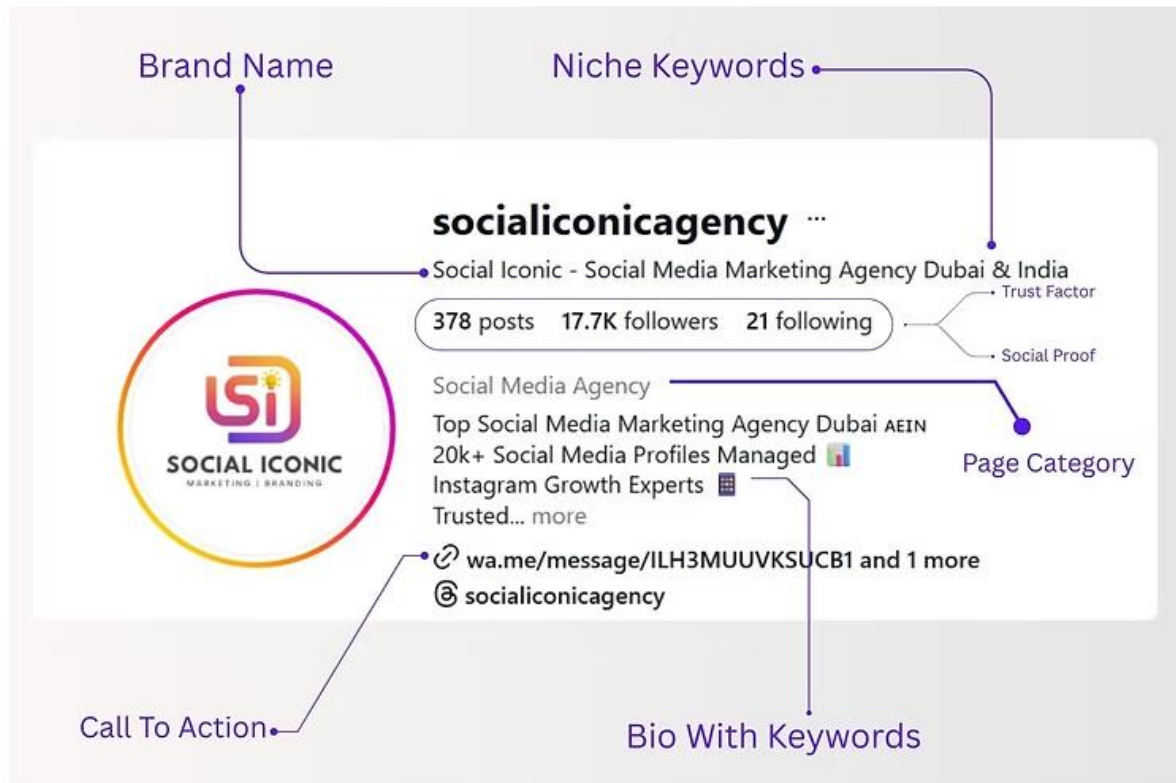 Brand Name
Niche Keywords
socialiconicagency ...
Social Iconic - Social Media Marketing Agency Dubai & India
Trust Factor
378 posts 17.7K followers 21 following
Social Proof
Social Media Agency
Top Social Media Marketing Agency Dubai AEIN
20k+ Social Media Profiles Managed 📊
Page Category
Instagram Growth Experts
Trusted... more
SI
SOCIAL ICONIC
MARKETING | BRANDING
wa.me/message/ILH3MUUVKSUCB1 and 1 more
socialiconicagency
Call To Action
Bio With Keywords